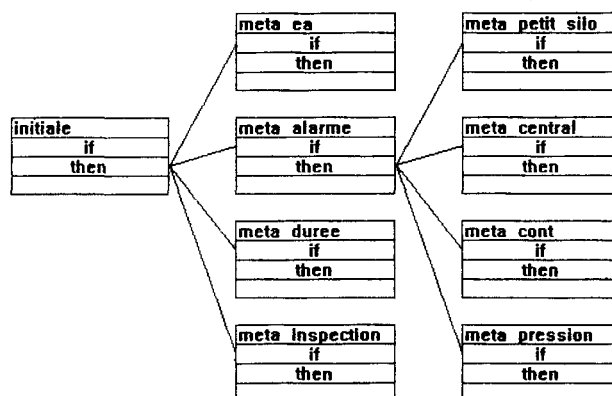 initiale
if
then
meta ea
if
then
meta alarme
if
then
meta duree
if
then
meta inspection
if
then
meta petit silo
if
then
meta central
if
then
meta cont
if
then
meta pression
if
then